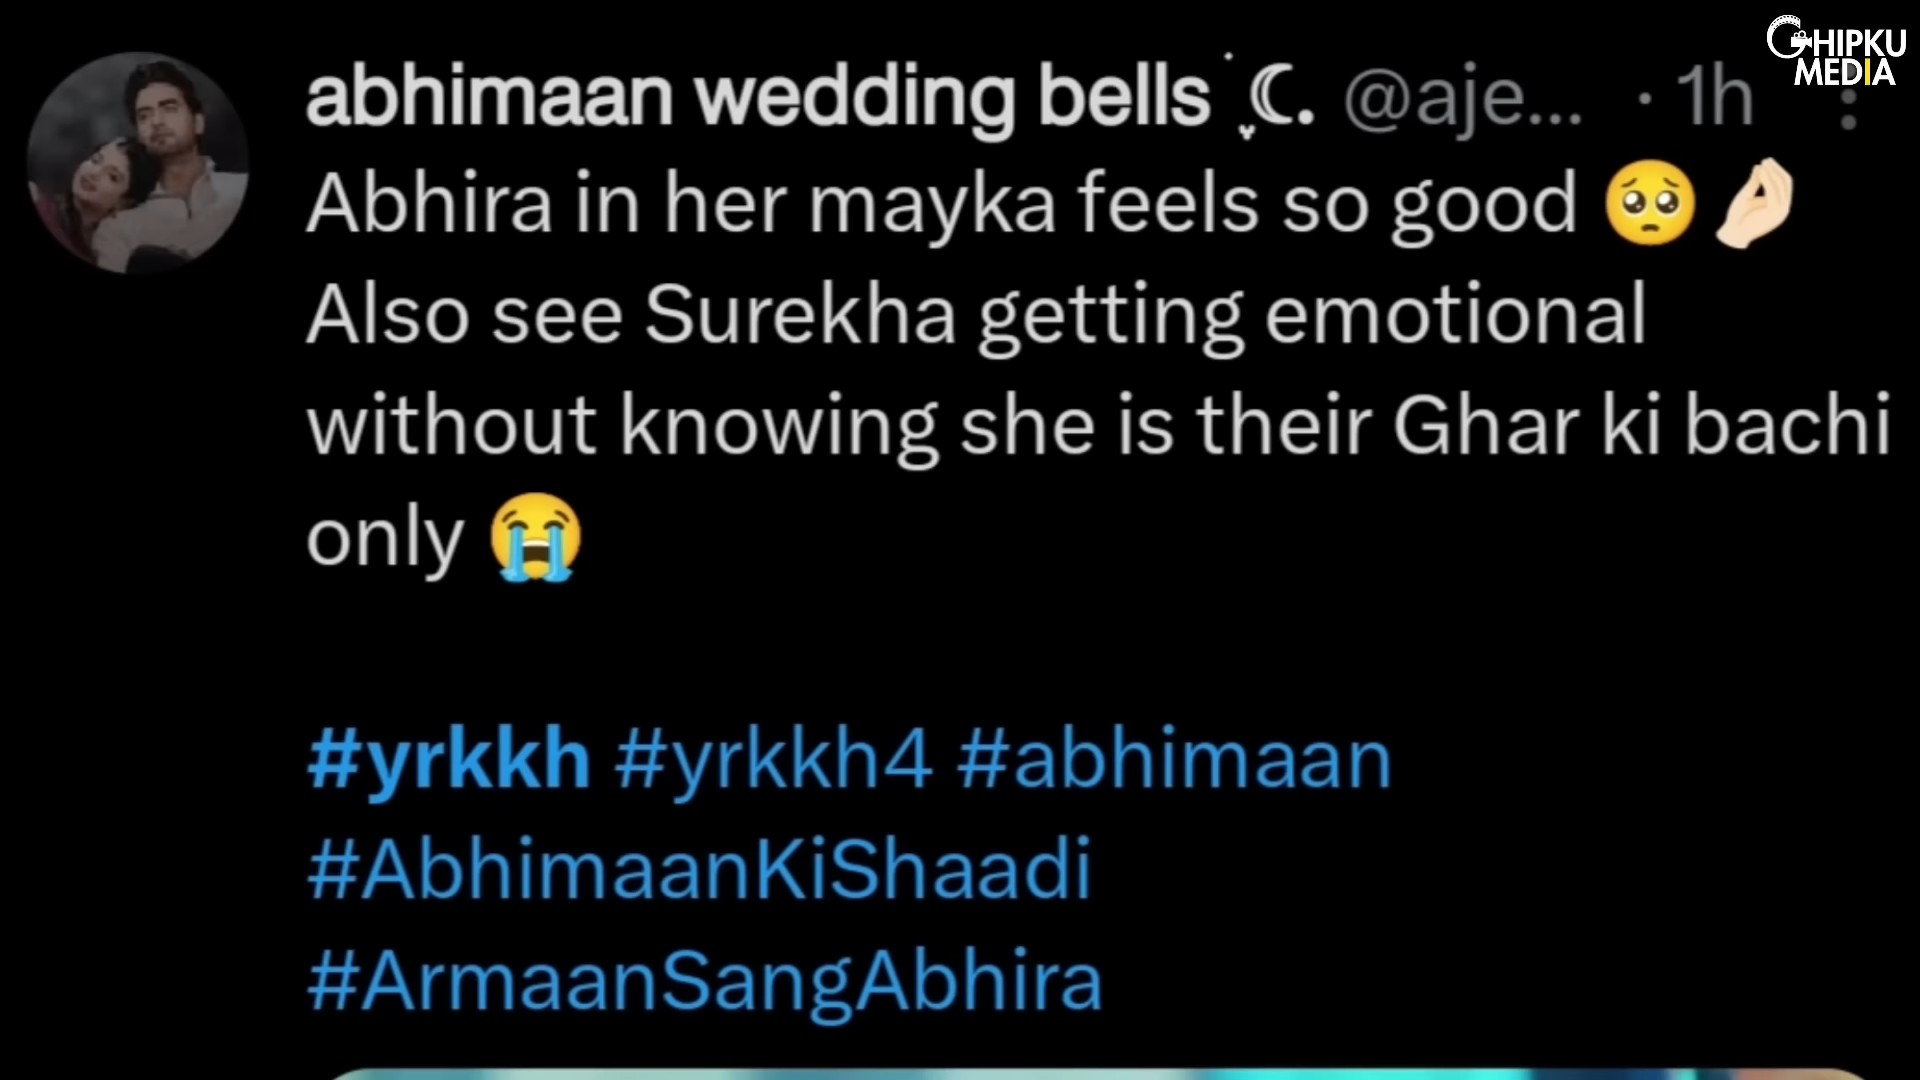 abhimaan wedding bells ☾. @aje... · 1h
Abhira in her mayka feels so good 🥺🤌🏻
Also see Surekha getting emotional
without knowing she is their Ghar ki bachi
only 😭
#yrkkh #yrkkh4 #abhimaan
#AbhimaanKiShaadi
#ArmaanSangAbhira
GHIPKU
MEDIA